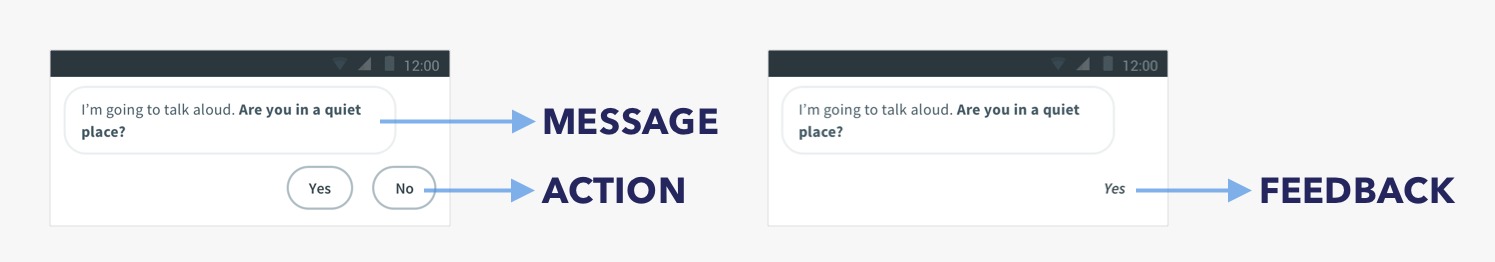 12:00
I'm going to talk aloud. Are you in a quiet
place?
MESSAGE
Yes
No
ACTION
12:00
I'm going to talk aloud. Are you in a quiet
place?
Yes
FEEDBACK